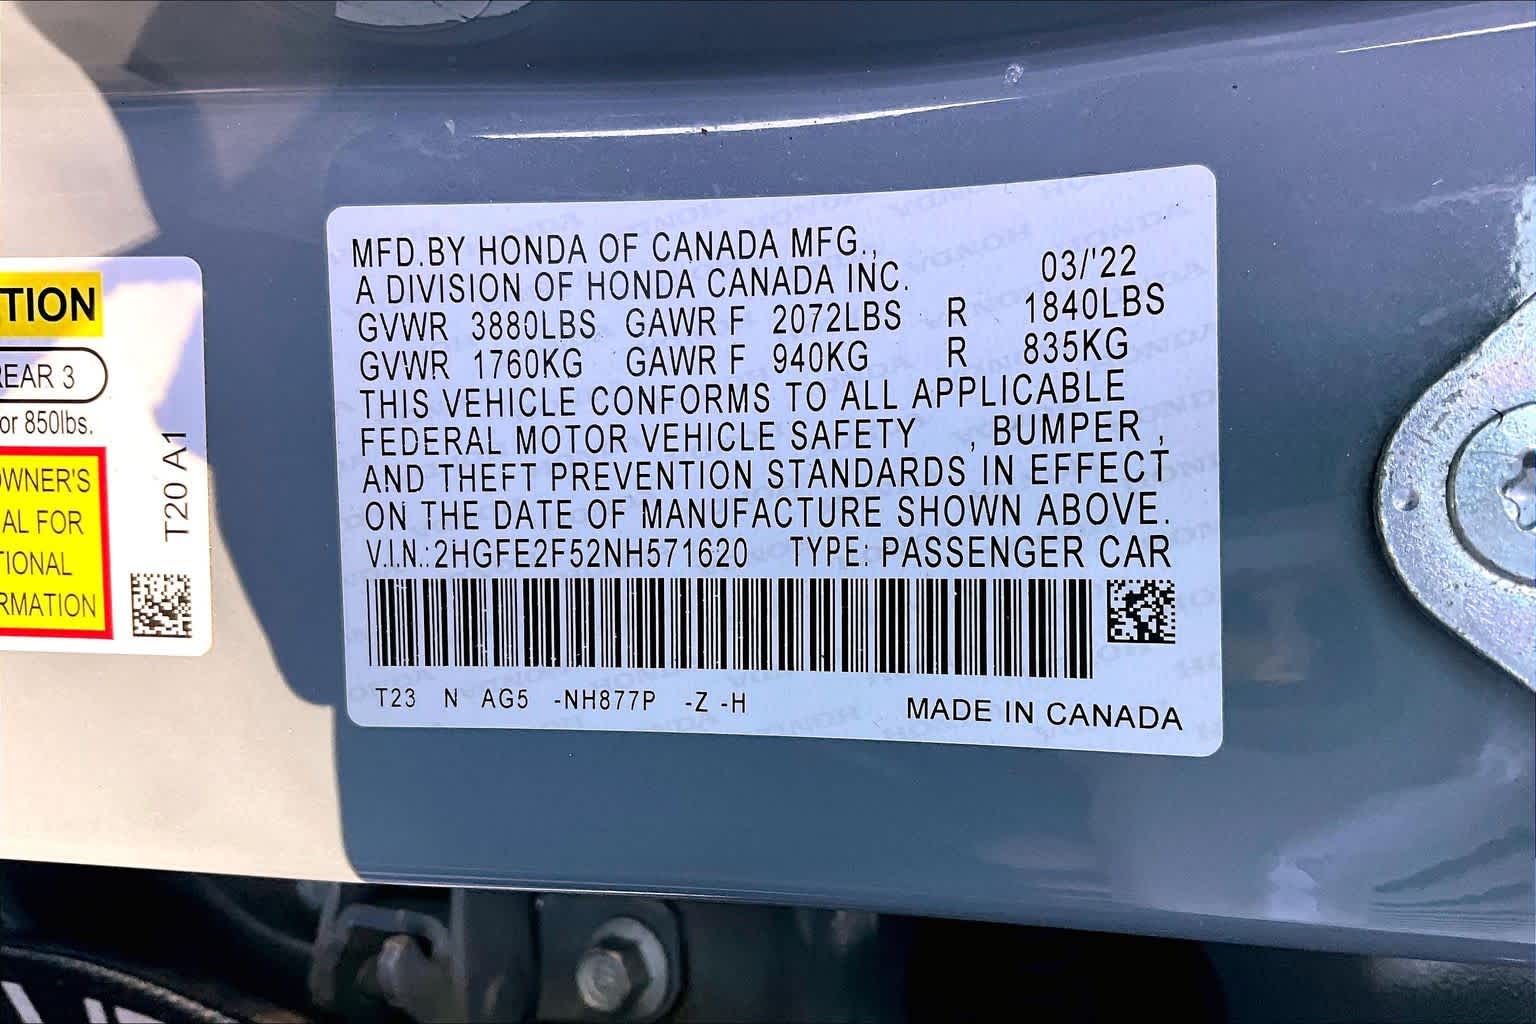 TION
REAR 3
or 850lbs.
OWNER'S
AL FOR
TIONAL
RMATION
T20 A1
MFD.BY HONDA OF CANADA MFG.,
A DIVISION OF HONDA CANADA INC. 03/'22
GVWR 3880LBS GAWR F 2072LBS R 1840LBS
GVWR 1760KG GAWR F 940KG R 835KG
THIS VEHICLE CONFORMS TO ALL APPLICABLE
FEDERAL MOTOR VEHICLE SAFETY , BUMPER ,
AND THEFT PREVENTION STANDARDS IN EFFECT
ON THE DATE OF MANUFACTURE SHOWN ABOVE.
V.I.N.:2HGFE2F52NH571620 TYPE: PASSENGER CAR
T23 N AG5 -NH877P -Z -H
MADE IN CANADA